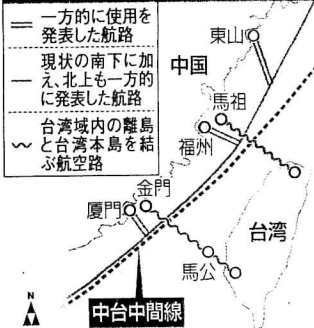 一方的に使用を
発表した航路
現状の南下に加
え、北上も一方的
に発表した航路
台湾域内の離島
と台湾本島を結
ぶ航空路
東山
中国
馬祖
福州
金門
厦門
台湾
馬公
中台中間線
N